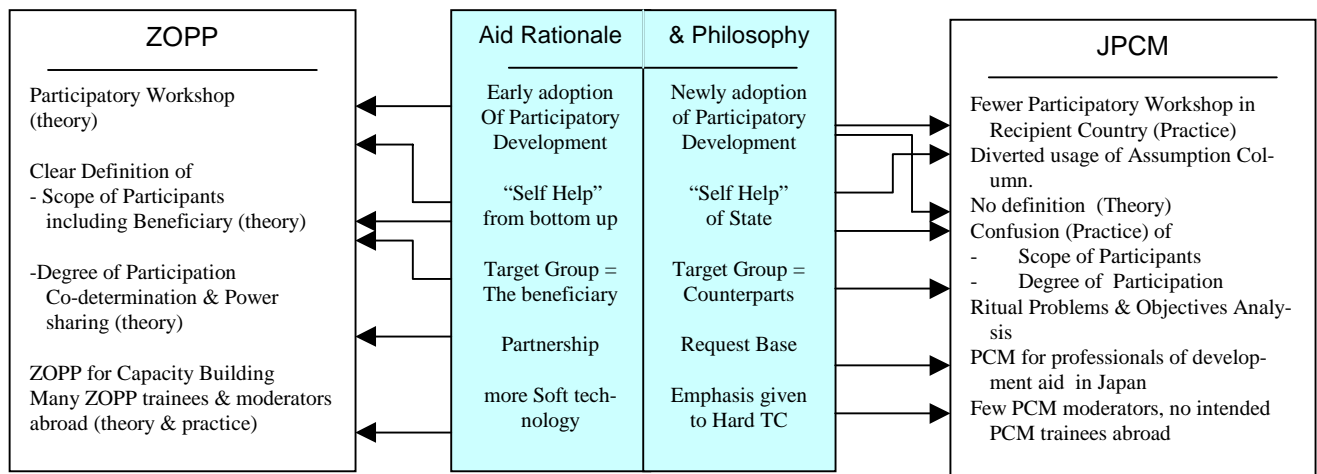 ZOPP
Participatory Workshop
(theory)
Clear Definition of
- Scope of Participants
including Beneficiary (theory)
-Degree of Participation
Co-determination & Power
sharing (theory)
ZOPP for Capacity Building
Many ZOPP trainees & moderators
abroad (theory & practice)
Aid Rationale
Early adoption
Of Participatory
Development
“Self Help”
from bottom up
Target Group =
The beneficiary
Partnership
more Soft tech-
nology
& Philosophy
Newly adoption
of Participatory
Development
“Self Help”
of State
Target Group =
Counterparts
Request Base
Emphasis given
to Hard TC
JPCM
Fewer Participatory Workshop in
Recipient Country (Practice)
Diverted usage of Assumption Col-
umn.
No definition (Theory)
Confusion (Practice) of
- Scope of Participants
- Degree of Participation
Ritual Problems & Objectives Analy-
sis
PCM for professionals of develop-
ment aid in Japan
Few PCM moderators, no intended
PCM trainees abroad